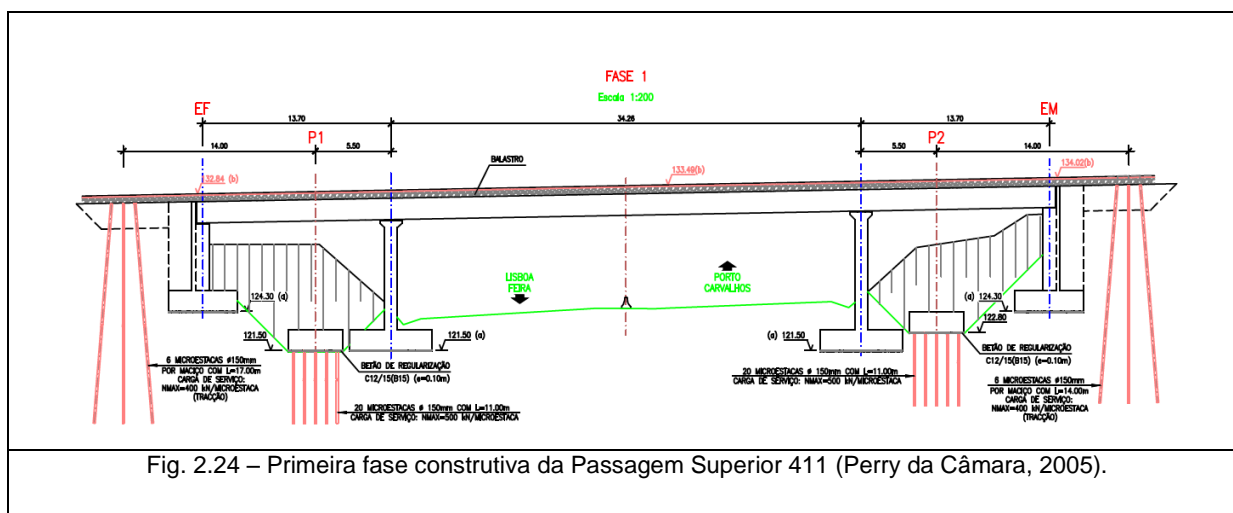 FASE 1
Escala 1:200
EF
EM
13.70
34.26
13.70
P1
P2
14.00
5.50
5.50
14.00
BALASTRO
132.84 (b)
133.49(b)
134.02(b)
LISBOA
FEIRA
PORTO
CARVALHOS
124.30 (a)
(a) 124.30
121.50
121.50 (a)
(a) 121.50
122.80
BETÃO DE REGULARIZAÇÃO
C12/15(B15) (e=0.10m)
BETÃO DE REGULARIZAÇÃO
C12/15(B15) (e=0.10m)
6 MICROESTACAS ø150mm
POR MACIÇO COM L=17.00m
CARGA DE SERVIÇO:
NMAX=400 kN/MICROESTACA
(TRACÇÃO)
20 MICROESTACAS ø 150mm COM L=11.00m
CARGA DE SERVIÇO: NMAX=500 kN/MICROESTACA
20 MICROESTACAS ø 150mm COM L=11.00m
CARGA DE SERVIÇO: NMAX=500 kN/MICROESTACA
6 MICROESTACAS ø150mm
POR MACIÇO COM L=14.00m
CARGA DE SERVIÇO:
NMAX=400 kN/MICROESTACA
(TRACÇÃO)
Fig. 2.24 – Primeira fase construtiva da Passagem Superior 411 (Perry da Câmara, 2005).